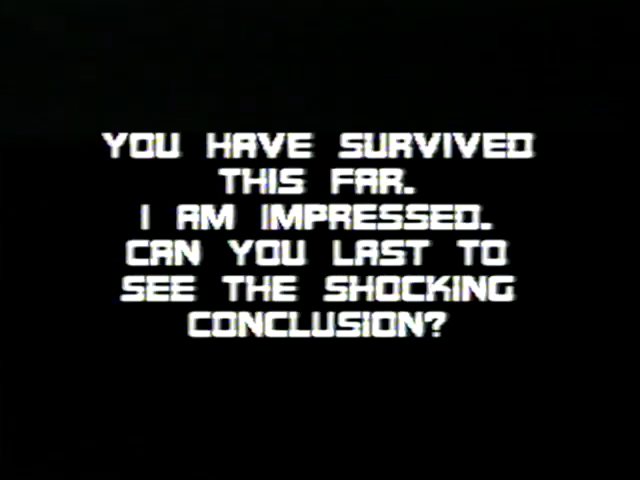 YOU HAVE SURVIVED
THIS FAR.
I AM IMPRESSED.
CAN YOU LAST TO
SEE THE SHOCKING
CONCLUSION?